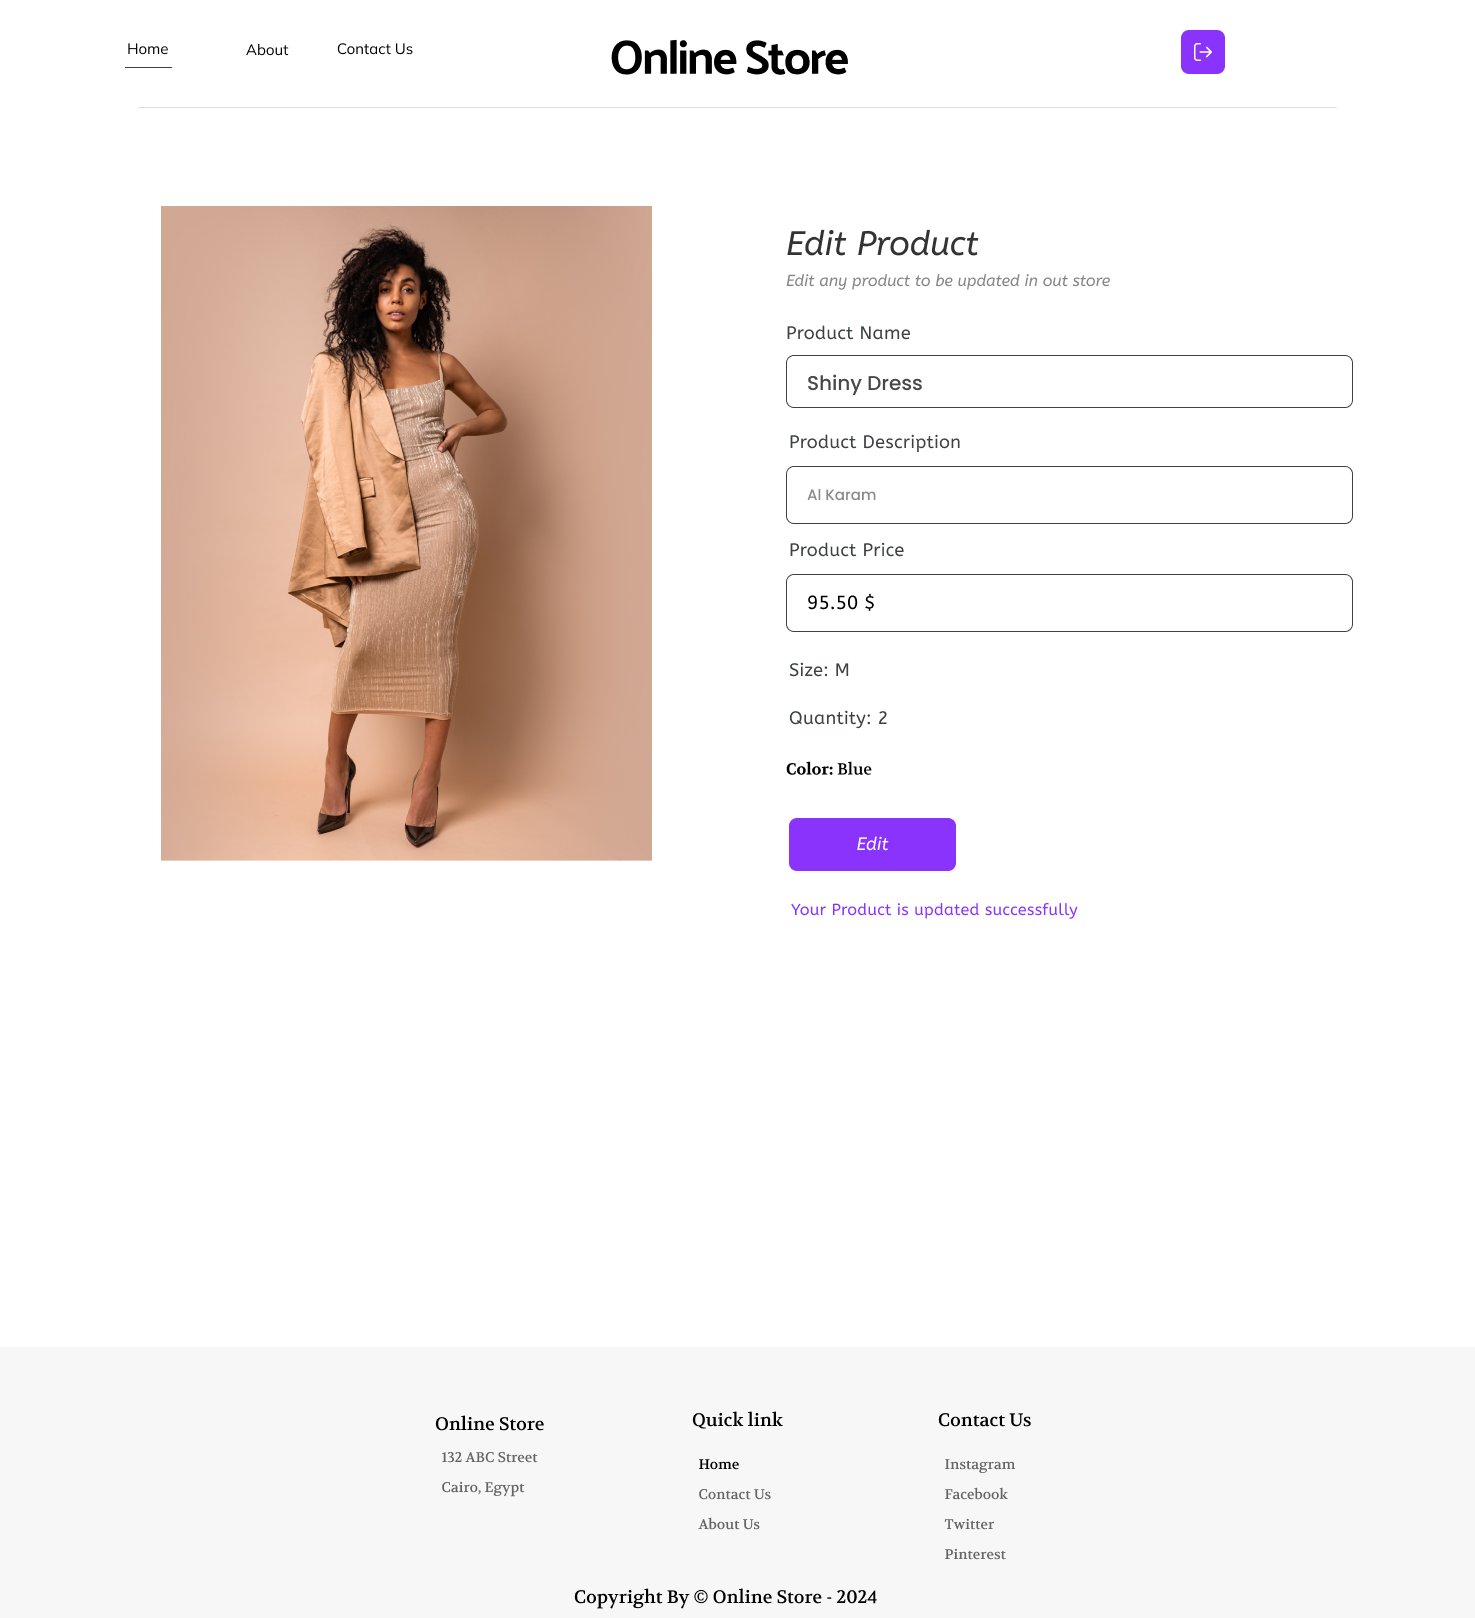 Home
About
Contact Us
Online Store
Edit Product
Edit any product to be updated in out store
Product Name
Shiny Dress
Product Description
Al Karam
Product Price
95.50 $
Size: M
Quantity: 2
Color: Blue
Edit
Your Product is updated successfully
Online Store
132 ABC Street
Cairo, Egypt
Quick link
Home
Contact Us
About Us
Contact Us
Instagram
Facebook
Twitter
Pinterest
Copyright By © Online Store - 2024